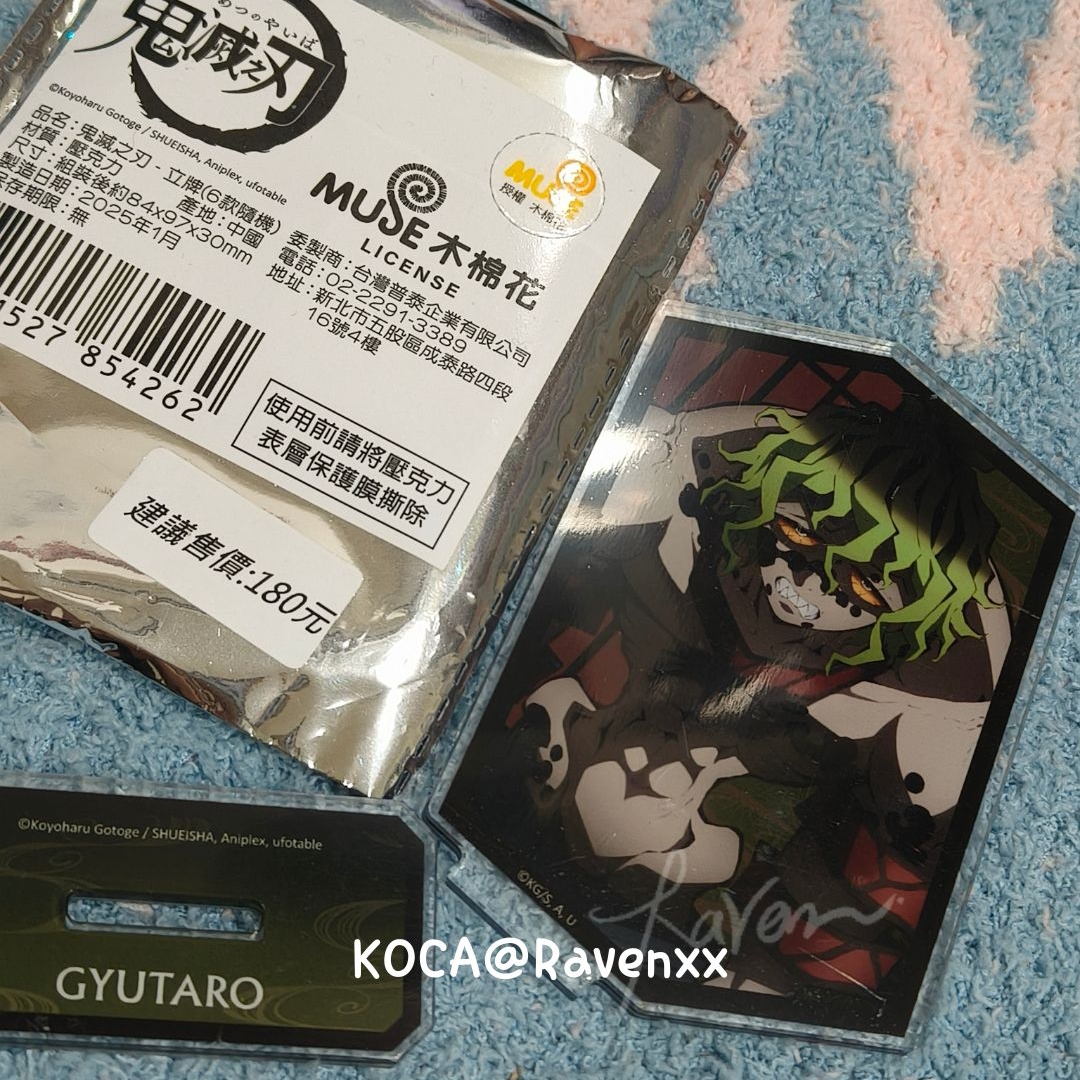 めつのやいば
鬼滅之刃
©Koyoharu Gotoge / SHUEISHA, Aniplex, ufotable
品名:鬼滅之刃-立牌(6款隨機)
材質:壓克力 產地:中國
尺寸:組裝後約84x97x30mm
製造日期:2025年1月
保存期限:無
MUSE 木棉花
LICENSE
MUSE
授權 木棉花
委製商:台灣普泰企業有限公司
電話:02-2291-3389
地址:新北市五股區成泰路四段
16號4樓
1527 854262
使用前請將壓克力
表層保護膜撕除
建議售價:180元
©Koyoharu Gotoge / SHUEISHA, Aniplex, ufotable
GYUTARO
©KG/S, A, U
Raven
KOCA@Ravenxx